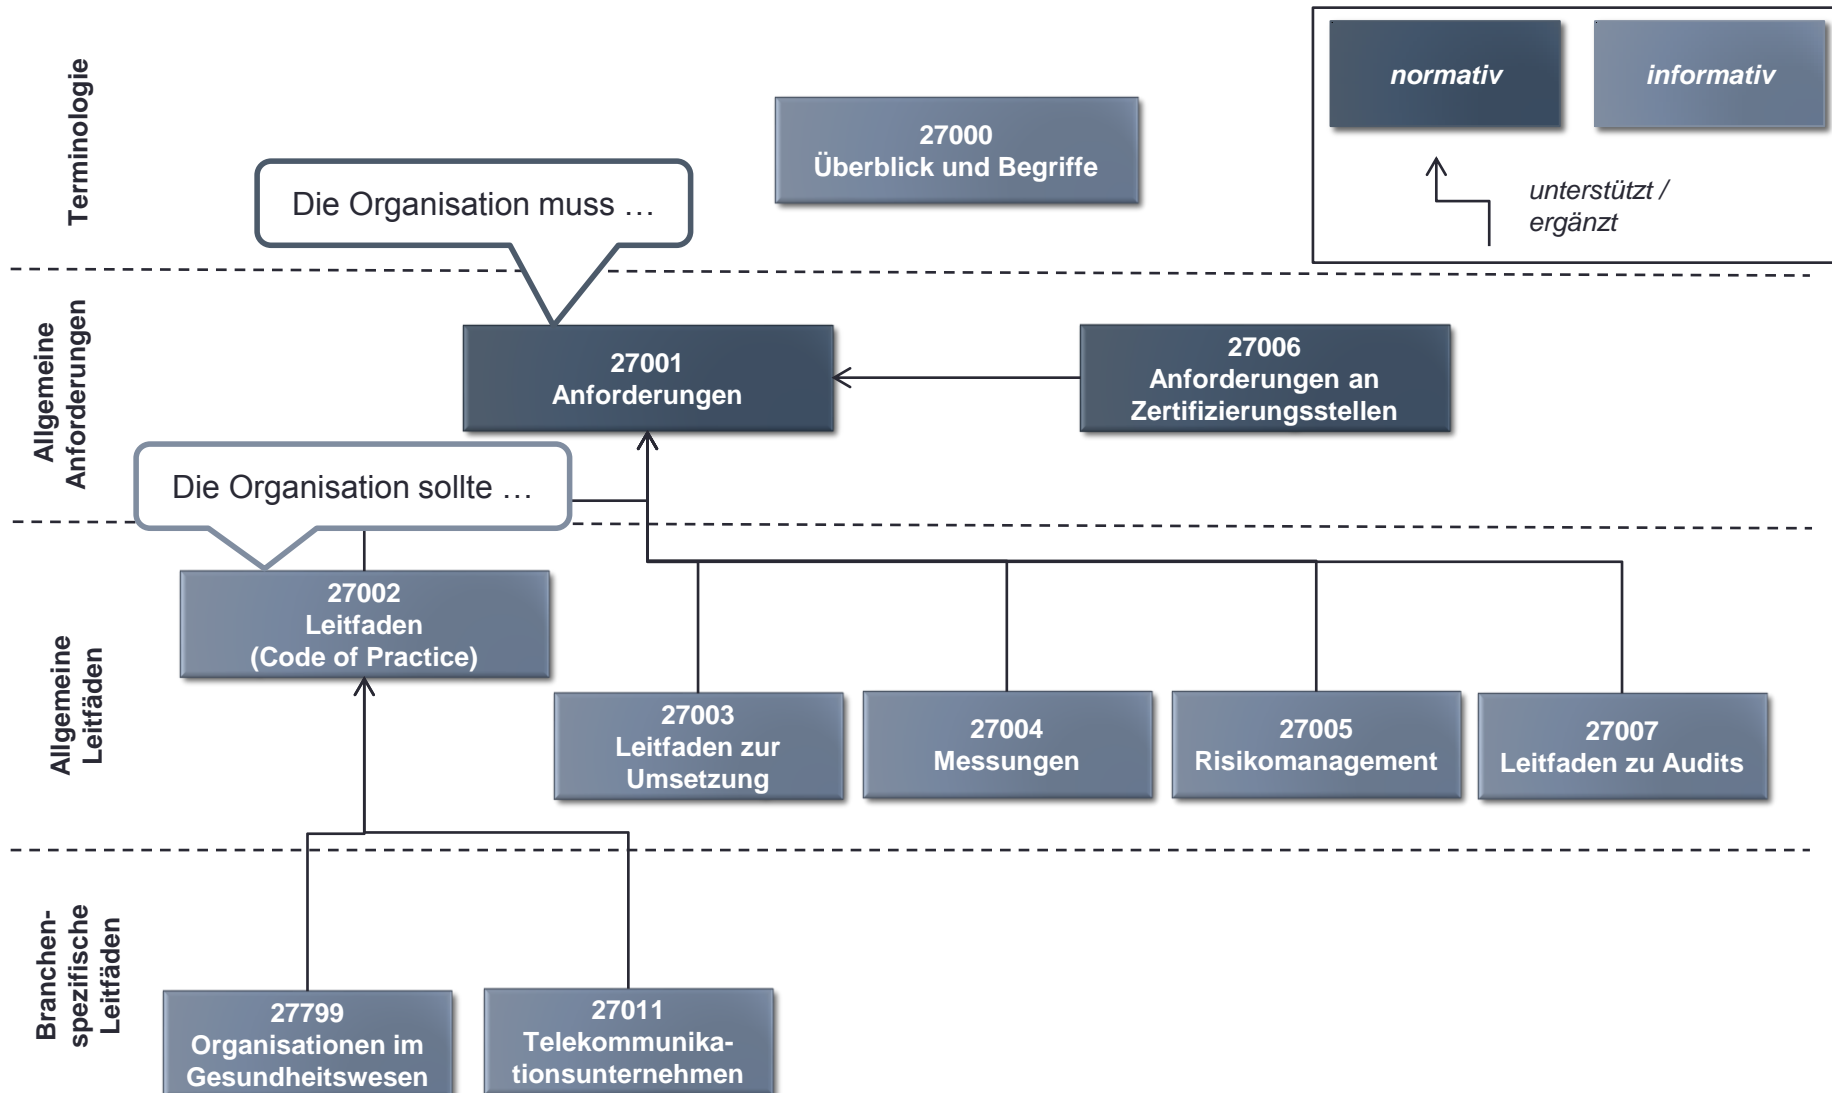 Terminologie
27000
Überblick und Begriffe
normativ
informativ
unterstützt /
ergänzt
Die Organisation muss …
Allgemeine
Anforderungen
27001
Anforderungen
27006
Anforderungen an
Zertifizierungsstellen
Die Organisation sollte …
Allgemeine
Leitfäden
27002
Leitfaden
(Code of Practice)
27003
Leitfaden zur
Umsetzung
27004
Messungen
27005
Risikomanagement
27007
Leitfaden zu Audits
Branchen-
spezifische
Leitfäden
27799
Organisationen im
Gesundheitswesen
27011
Telekommunika-
tionsunternehmen